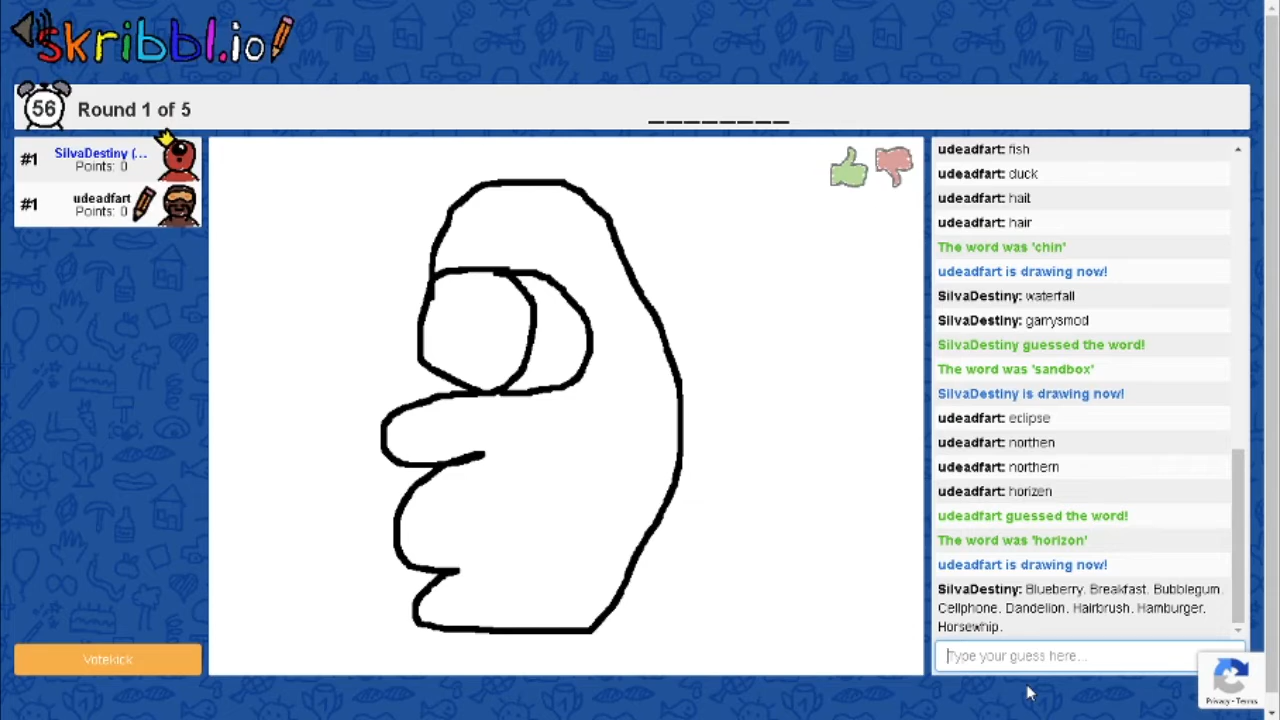 skribbl.io
56
Round 1 of 5
________
#1
SilvaDestiny (...
Points: 0
#1
udeadfart
Points: 0
Votekick
udeadfart: fish
udeadfart: duck
udeadfart: hail
udeadfart: hair
The word was 'chin'
udeadfart is drawing now!
SilvaDestiny: waterfall
SilvaDestiny: garrysmod
SilvaDestiny guessed the word!
The word was 'sandbox'
SilvaDestiny is drawing now!
udeadfart: eclipse
udeadfart: northen
udeadfart: northern
udeadfart: horizen
udeadfart guessed the word!
The word was 'horizon'
udeadfart is drawing now!
SilvaDestiny: Blueberry. Breakfast. Bubblegum.
Cellphone. Dandelion. Hairbrush. Hamburger.
Horsewhip.
Type your guess here...
Privacy - Terms